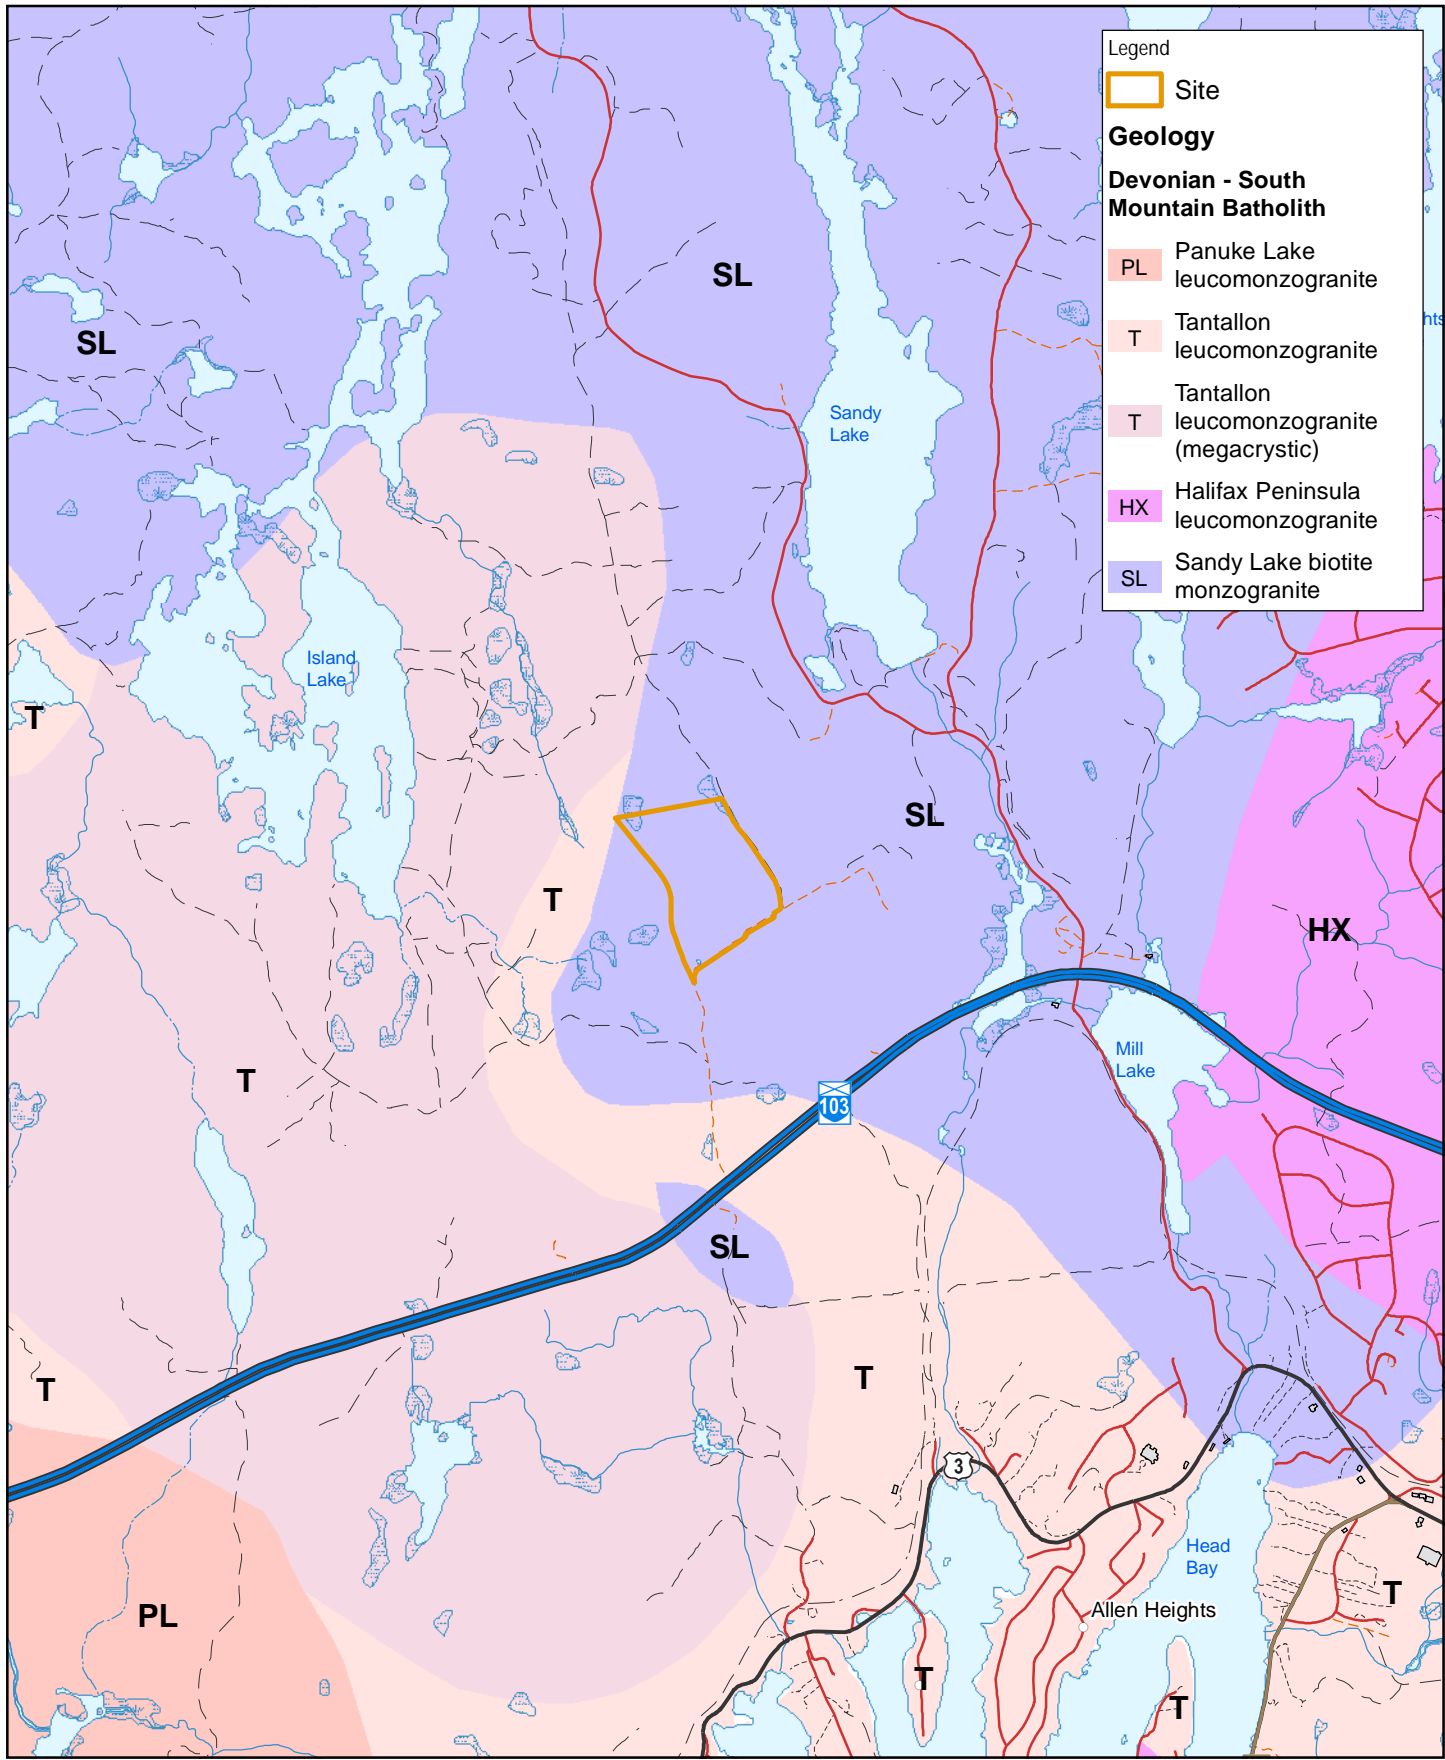 Legend
Site
Geology
Devonian - South
Mountain Batholith
PL
Panuke Lake
leucomonzogranite
T
Tantallon
leucomonzogranite
T
Tantallon
leucomonzogranite
(megacrystic)
HX
Halifax Peninsula
leucomonzogranite
SL
Sandy Lake biotite
monzogranite
hts
SL
SL
Sandy
Lake
Island
Lake
T
SL
T
HX
Mill
Lake
T
103
SL
T
T
3
Head
Bay
T
Allen Heights
PL
T
T